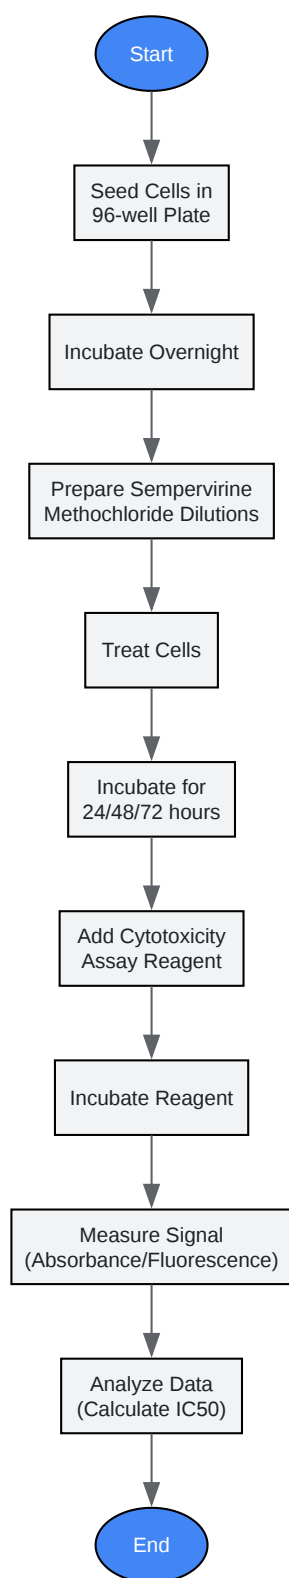 Start
Seed Cells in
96-well Plate
Incubate Overnight
Prepare Sempervirine
Methochloride Dilutions
Treat Cells
Incubate for
24/48/72 hours
Add Cytotoxicity
Assay Reagent
Incubate Reagent
Measure Signal
(Absorbance/Fluorescence)
Analyze Data
(Calculate IC50)
End